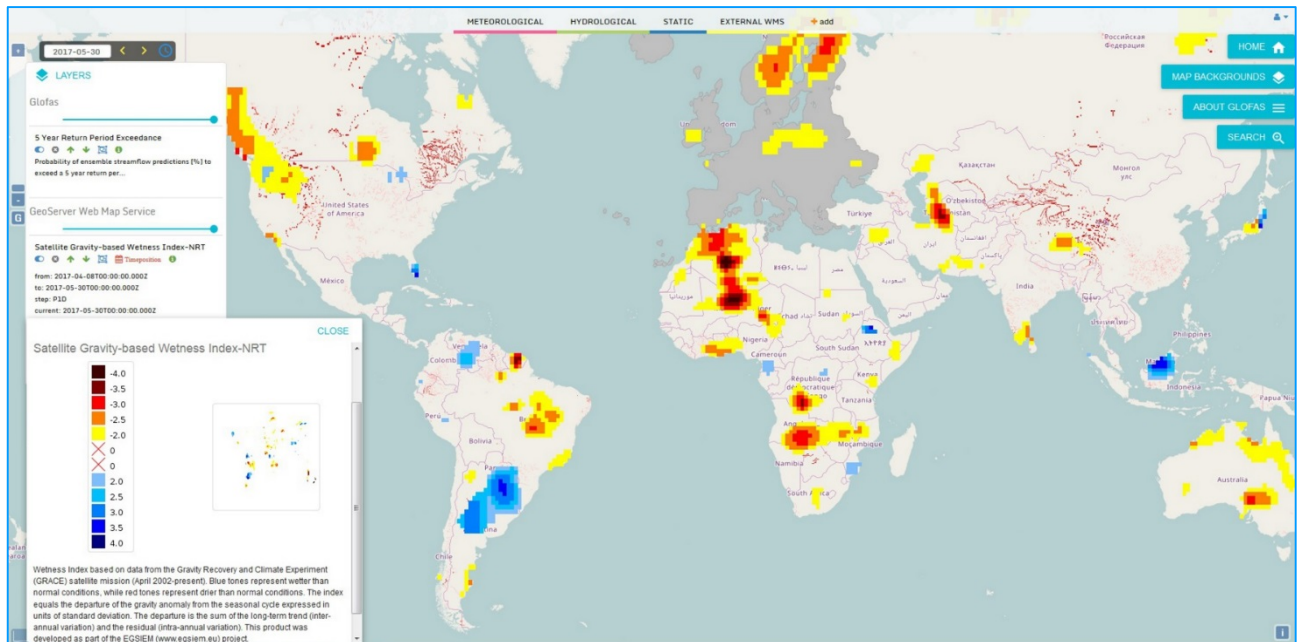 METEOROLOGICAL HYDROLOGICAL STATIC EXTERNAL WMS + add
2017-05-30
HOME
LAYERS
MAP BACKGROUNDS
Glofas
ABOUT GLOFAS
5 Year Return Period Exceedance
SEARCH
Probability of ensemble streamflow predictions [%] to
exceed a 5 year return per...
GeoServer Web Map Service
Satellite Gravity-based Wetness Index-NRT
Timeposition
from: 2017-04-08T00:00:00.000Z
to: 2017-05-30T00:00:00.000Z
step: P1D
current: 2017-05-30T00:00:00.000Z
CLOSE
Satellite Gravity-based Wetness Index-NRT
-4.0
-3.5
-3.0
-2.5
-2.0
0
0
2.0
2.5
3.0
3.5
4.0
Wetness Index based on data from the Gravity Recovery and Climate Experiment
(GRACE) satellite mission (April 2002-present). Blue tones represent wetter than
normal conditions, while red tones represent drier than normal conditions. The index
equals the departure of the gravity anomaly from the seasonal cycle expressed in
units of standard deviation. The departure is the sum of the long-term trend (inter-
annual variation) and the residual (intra-annual variation). This product was
developed as part of the EGSIEM (www.egsiem.eu) project.
Российская
Федерация
Қазақстан
Монгол
улс
United States
of America
Türkiye
México
India
Nigeria
Cameroon
Sudan
South Sudan
Kenya
Tanzania
République
Namibia
Bolivia
Perú
Chile
Philippines
Indonesia
Australia